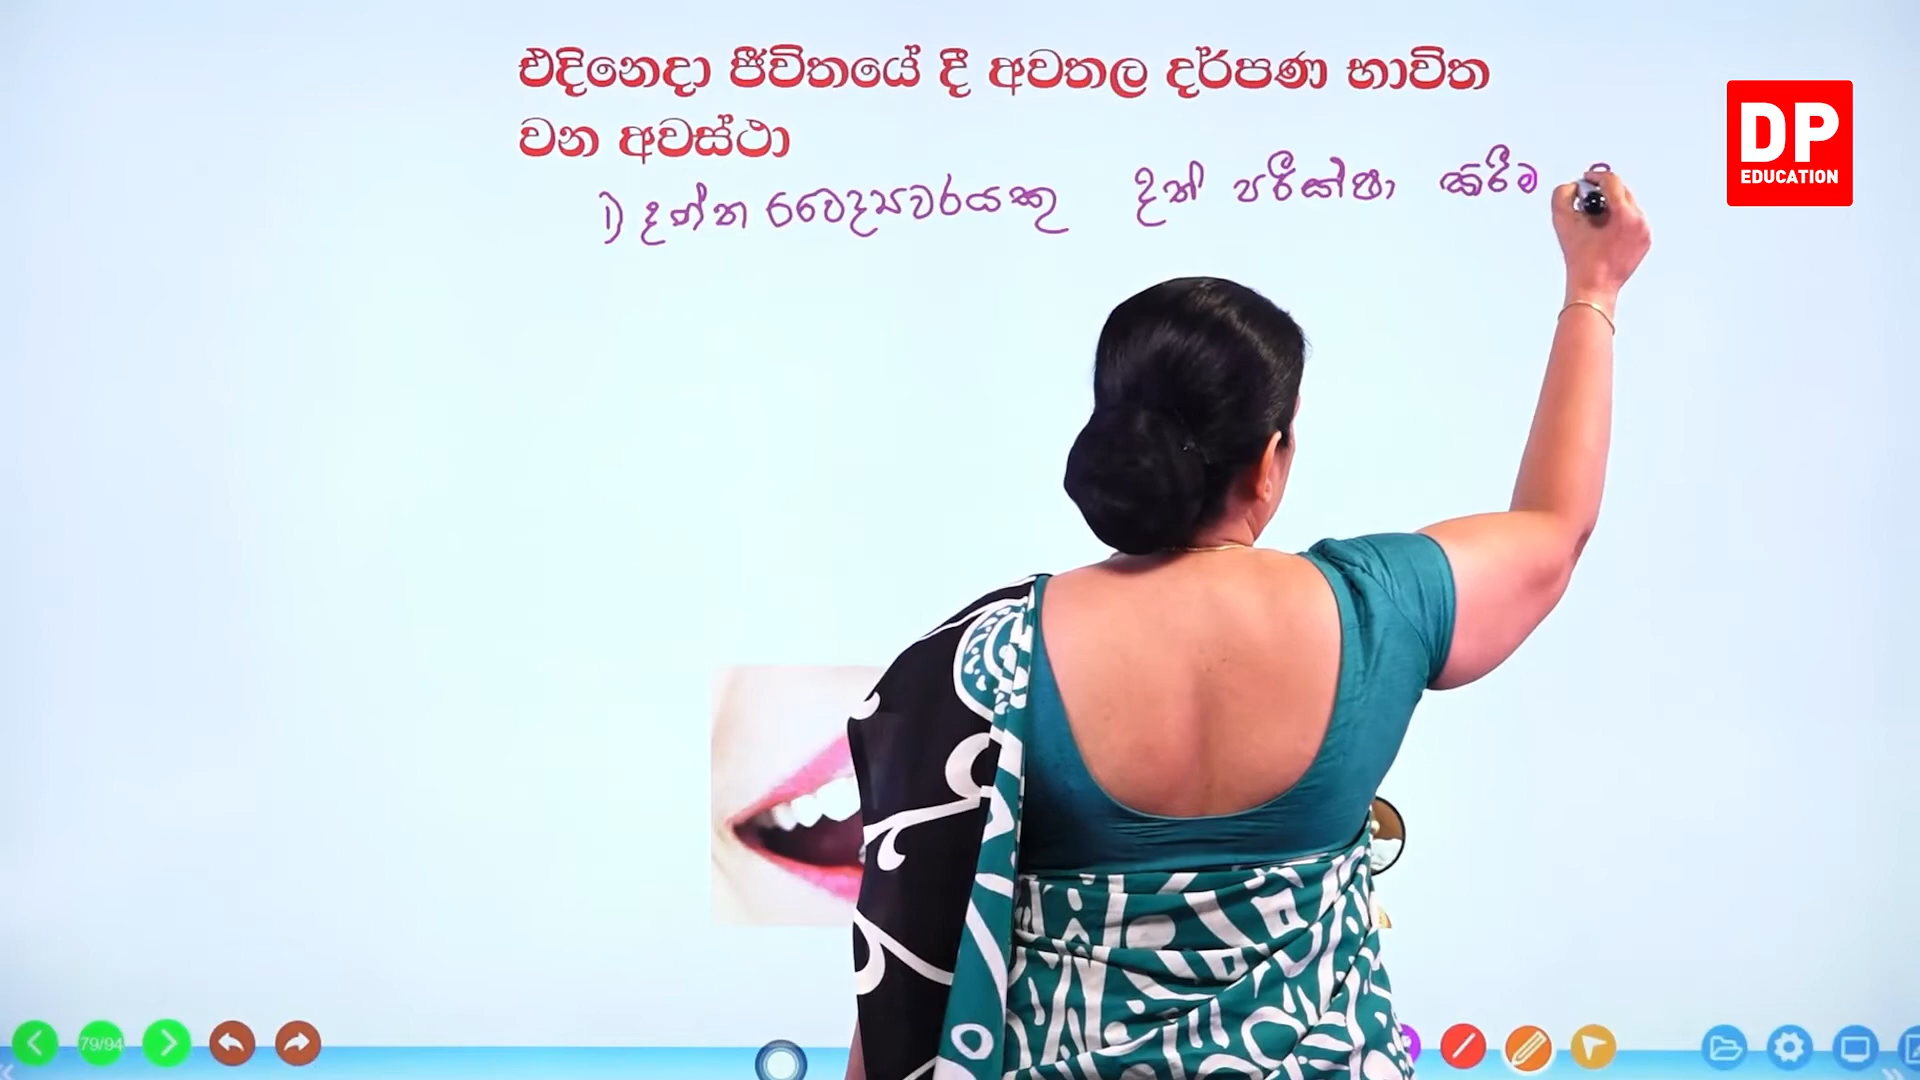 එදිනෙදා ජීවිතයේ දී අවතල දර්පණ භාවිත
වන අවස්ථා
1) දන්ත වෛද්‍යවරයකු දත් පරීක්ෂා කිරීම
DP
EDUCATION
79/94